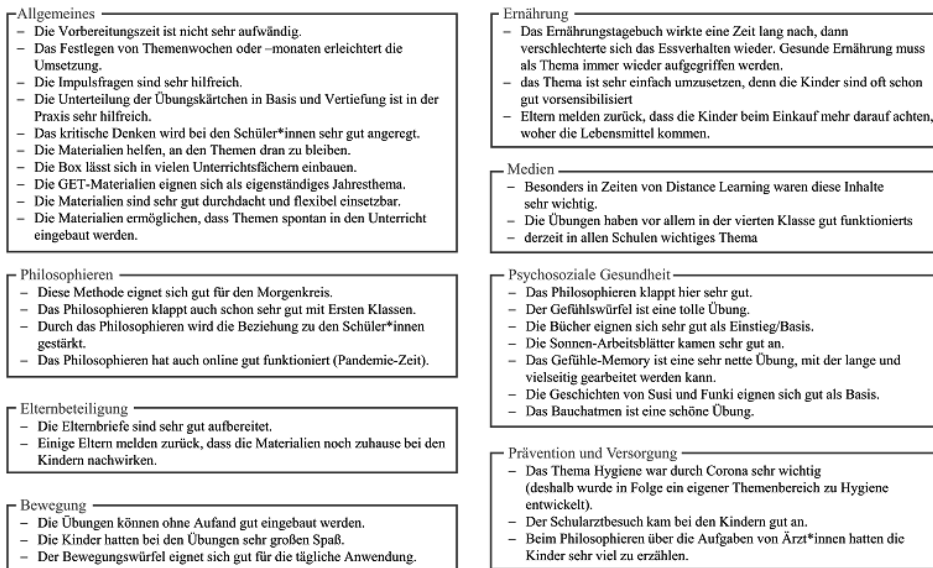 Allgemeines
– Die Vorbereitungszeit ist nicht sehr aufwändig.
– Das Festlegen von Themenwochen oder –monaten erleichtert die
Umsetzung.
– Die Impulsfragen sind sehr hilfreich.
– Die Unterteilung der Übungskärtchen in Basis und Vertiefung ist in der
Praxis sehr hilfreich.
– Das kritische Denken wird bei den Schüler*innen sehr gut angeregt.
– Die Materialien helfen, an den Themen dran zu bleiben.
– Die Box lässt sich in vielen Unterrichtsfächern einbauen.
– Die GET-Materialien eignen sich als eigenständiges Jahresthema.
– Die Materialien sind sehr gut durchdacht und flexibel einsetzbar.
– Die Materialien ermöglichen, dass Themen spontan in den Unterricht
eingebaut werden.
Philosophieren
– Diese Methode eignet sich gut für den Morgenkreis.
– Das Philosophieren klappt auch schon sehr gut mit Ersten Klassen.
– Durch das Philosophieren wird die Beziehung zu den Schüler*innen
gestärkt.
– Das Philosophieren hat auch online gut funktioniert (Pandemie-Zeit).
Elternbeteiligung
– Die Elternbriefe sind sehr gut aufbereitet.
– Einige Eltern melden zurück, dass die Materialien noch zuhause bei den
Kindern nachwirken.
Bewegung
– Die Übungen können ohne Aufand gut eingebaut werden.
– Die Kinder hatten bei den Übungen sehr großen Spaß.
– Der Bewegungswürfel eignet sich gut für die tägliche Anwendung.
Ernährung
– Das Ernährungstagebuch wirkte eine Zeit lang nach, dann
verschlechterte sich das Essverhalten wieder. Gesunde Ernährung muss
als Thema immer wieder aufgegriffen werden.
– das Thema ist sehr einfach umzusetzen, denn die Kinder sind oft schon
gut vorsensibilisiert
– Eltern melden zurück, dass die Kinder beim Einkauf mehr darauf achten,
woher die Lebensmittel kommen.
Medien
– Besonders in Zeiten von Distance Learning waren diese Inhalte
sehr wichtig.
– Die Übungen haben vor allem in der vierten Klasse gut funktionierts
– derzeit in allen Schulen wichtiges Thema
Psychosoziale Gesundheit
– Das Philosophieren klappt hier sehr gut.
– Der Gefühlswürfel ist eine tolle Übung.
– Die Bücher eignen sich sehr gut als Einstieg/Basis.
– Die Sonnen-Arbeitsblätter kamen sehr gut an.
– Das Gefühle-Memory ist eine sehr nette Übung, mit der lange und
vielseitig gearbeitet werden kann.
– Die Geschichten von Susi und Funki eignen sich gut als Basis.
– Das Bauchatmen ist eine schöne Übung.
Prävention und Versorgung
– Das Thema Hygiene war durch Corona sehr wichtig
(deshalb wurde in Folge ein eigener Themenbereich zu Hygiene
entwickelt).
– Der Schularztbesuch kam bei den Kindern gut an.
– Beim Philosophieren über die Aufgaben von Ärzt*innen hatten die
Kinder sehr viel zu erzählen.